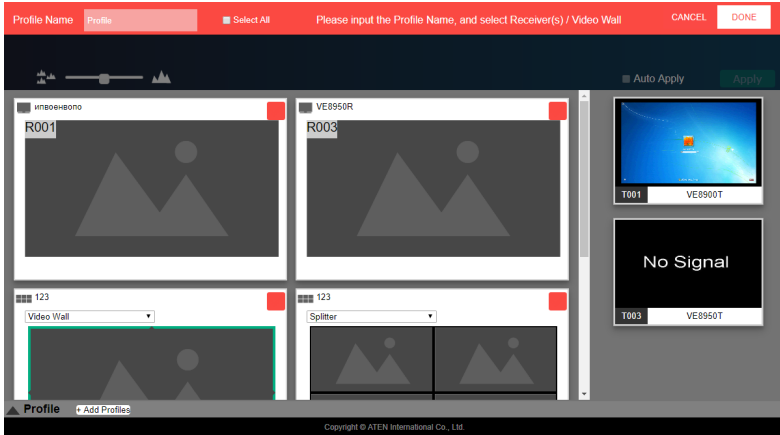 Profile Name Profile Select All Please input the Profile Name, and select Receiver(s) / Video Wall CANCEL DONE
Auto Apply Apply
ипвоенвопо
R001
VE8950R
R003
T001 VE8900T
No Signal
T003 VE8950T
123
Video Wall
123
Splitter
Profile + Add Profiles
Copyright © ATEN International Co., Ltd.